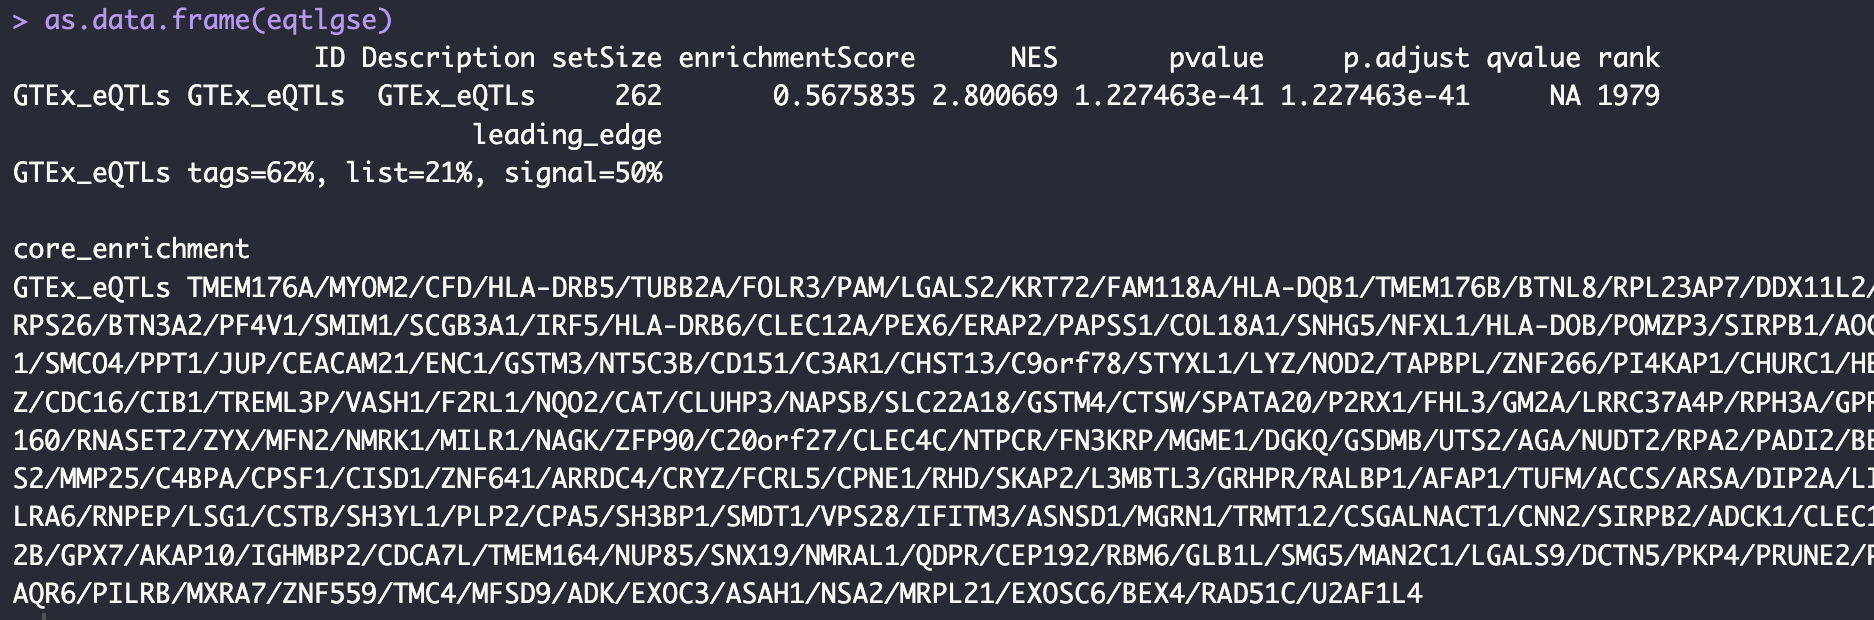 > as.data.frame(eqtlgse)
ID Description setSize enrichmentScore NES pvalue p.adjust qvalue rank
GTEx_eQTLs GTEx_eQTLs GTEx_eQTLs 262 0.5675835 2.800669 1.227463e-41 1.227463e-41 NA 1979
leading_edge
GTEx_eQTLs tags=62%, list=21%, signal=50%
core_enrichment
GTEx_eQTLs TMEM176A/MYOM2/CFD/HLA-DRB5/TUBB2A/FOLR3/PAM/LGALS2/KRT72/FAM118A/HLA-DQB1/TMEM176B/BTNL8/RPL23AP7/DDX11L2/
RPS26/BTN3A2/PF4V1/SMIM1/SCGB3A1/IRF5/HLA-DRB6/CLEC12A/PEX6/ERAP2/PAPSS1/COL18A1/SNHG5/NFXL1/HLA-DOB/POMZP3/SIRPB1/AOC
1/SMCO4/PPT1/JUP/CEACAM21/ENC1/GSTM3/NT5C3B/CD151/C3AR1/CHST13/C9orf78/STYXL1/LYZ/NOD2/TAPBPL/ZNF266/PI4KAP1/CHURC1/HE
Z/CDC16/CIB1/TREML3P/VASH1/F2RL1/NQO2/CAT/CLUHP3/NAPSB/SLC22A18/GSTM4/CTSW/SPATA20/P2RX1/FHL3/GM2A/LRRC37A4P/RPH3A/GPR
160/RNASET2/ZYX/MFN2/NMRK1/MILR1/NAGK/ZFP90/C20orf27/CLEC4C/NTPCR/FN3KRP/MGME1/DGKQ/GSDMB/UTS2/AGA/NUDT2/RPA2/PADI2/BE
S2/MMP25/C4BPA/CPSF1/CISD1/ZNF641/ARRDC4/CRYZ/FCRL5/CPNE1/RHD/SKAP2/L3MBTL3/GRHPR/RALBP1/AFAP1/TUFM/ACCS/ARSA/DIP2A/LI
LRA6/RNPEP/LSG1/CSTB/SH3YL1/PLP2/CPA5/SH3BP1/SMDT1/VPS28/IFITM3/ASNSD1/MGRN1/TRMT12/CSGALNACT1/CNN2/SIRPB2/ADCK1/CLEC1
2B/GPX7/AKAP10/IGHMBP2/CDCA7L/TMEM164/NUP85/SNX19/NMRAL1/QDPR/CEP192/RBM6/GLB1L/SMG5/MAN2C1/LGALS9/DCTN5/PKP4/PRUNE2/P
AQR6/PILRB/MXRA7/ZNF559/TMC4/MFSD9/ADK/EXOC3/ASAH1/NSA2/MRPL21/EXOSC6/BEX4/RAD51C/U2AF1L4